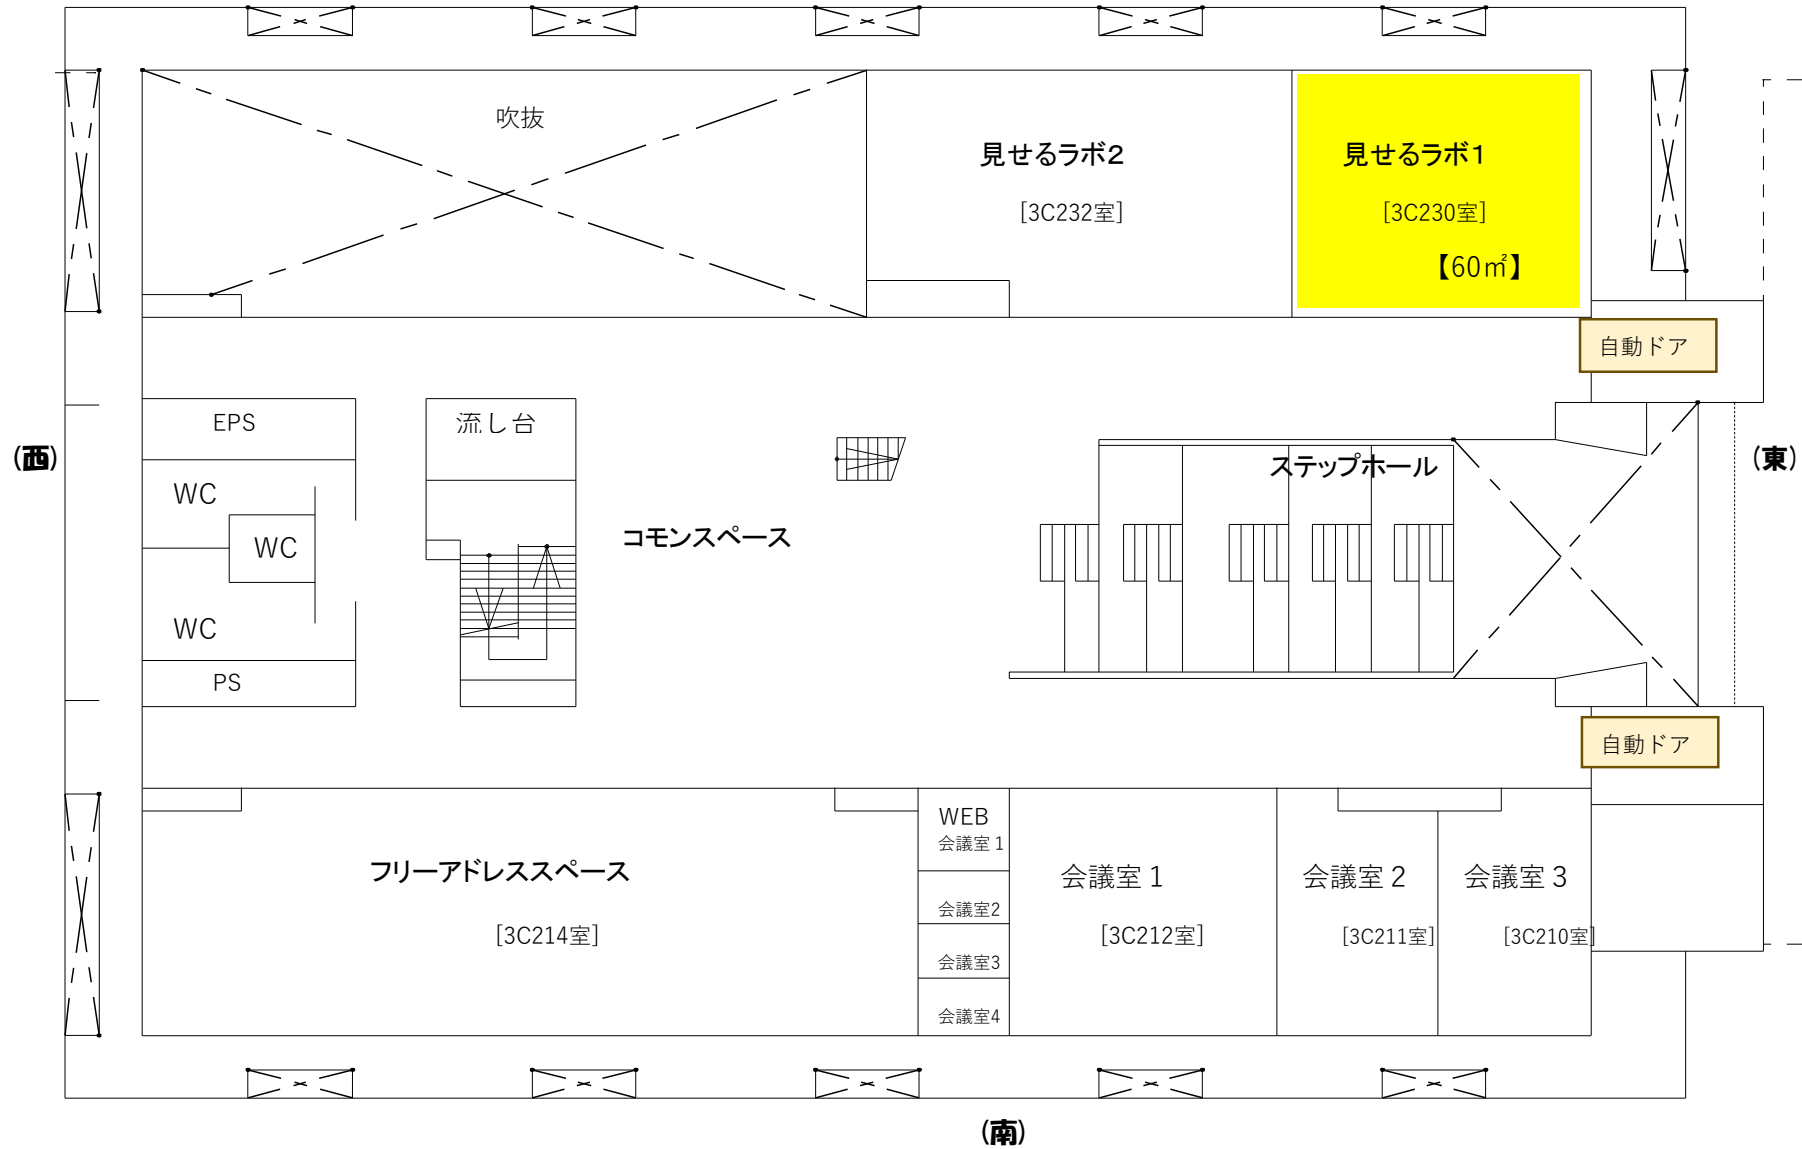 吹抜
見せるラボ2
[3C232室]
見せるラボ1
[3C230室]
【60㎡】
自動ドア
EPS
流し台
(西)
WC
WC
WC
PS
コモンスペース
ステップホール
(東)
自動ドア
フリーアドレススペース
[3C214室]
WEB
会議室1
会議室2
会議室3
会議室4
会議室1
[3C212室]
会議室2
[3C211室]
会議室3
[3C210室]
(南)